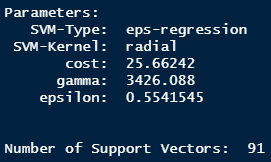 Parameters:
SVM-Type: eps-regression
SVM-Kernel: radial
cost: 25.66242
gamma: 3426.088
epsilon: 0.5541545
Number of Support Vectors: 91